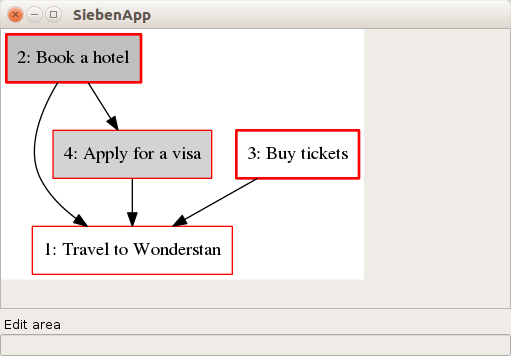 SiebenApp
2: Book a hotel
4: Apply for a visa
3: Buy tickets
1: Travel to Wonderstan
Edit area